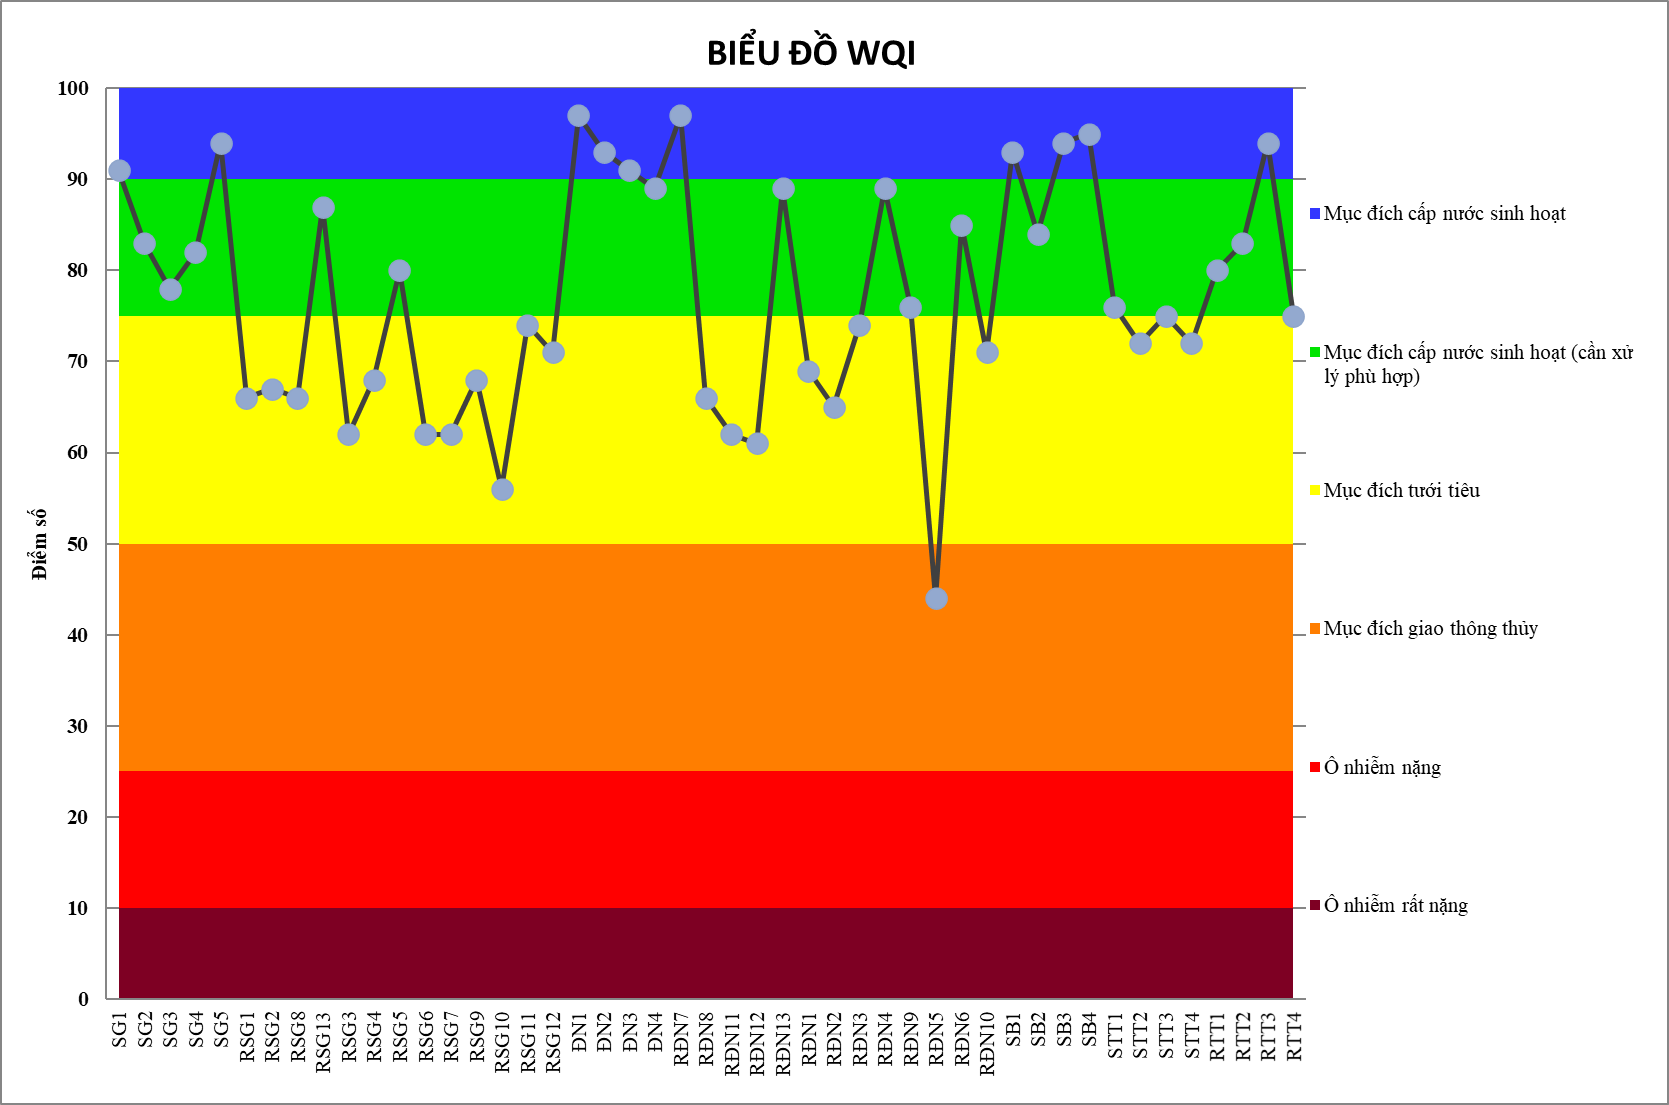 BIỂU ĐỒ WQI
Điểm số
100
90
80
70
60
50
40
30
20
10
0
SG1
SG2
SG3
SG4
SG5
RSG1
RSG2
RSG8
RSG13
RSG3
RSG4
RSG5
RSG6
RSG7
RSG9
RSG10
RSG11
RSG12
ĐN1
ĐN2
ĐN3
ĐN4
RĐN7
RĐN8
RĐN11
RĐN12
RĐN13
RĐN1
RĐN2
RĐN3
RĐN4
RĐN9
RĐN5
RĐN6
RĐN10
SB1
SB2
SB3
SB4
STT1
STT2
STT3
STT4
RTT1
RTT2
RTT3
RTT4
Mục đích cấp nước sinh hoạt
Mục đích cấp nước sinh hoạt (cần xử
lý phù hợp)
Mục đích tưới tiêu
Mục đích giao thông thủy
Ô nhiễm nặng
Ô nhiễm rất nặng